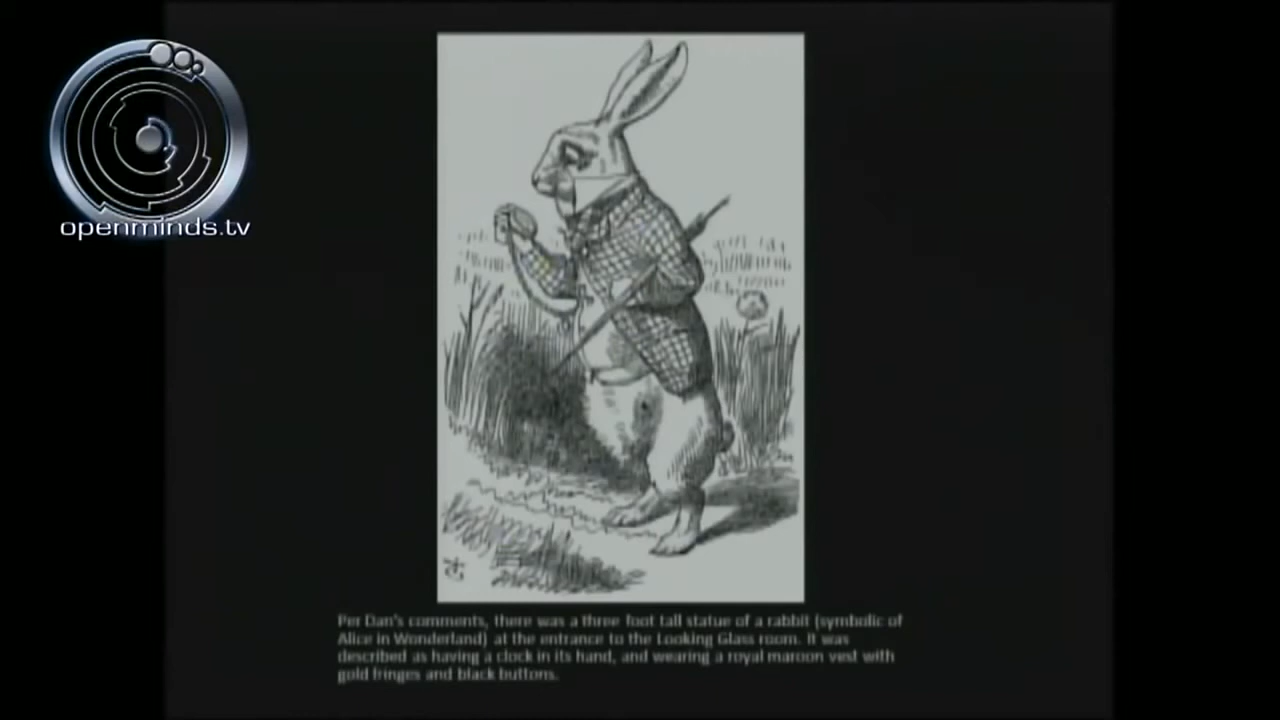 openminds.tv
Per Dan's comments, there was a three foot tall statue of a rabbit (symbolic of
Alice in Wonderland) at the entrance to the Looking Glass room. It was
described as having a clock in its hand, and wearing a royal maroon vest with
gold fringes and black buttons.